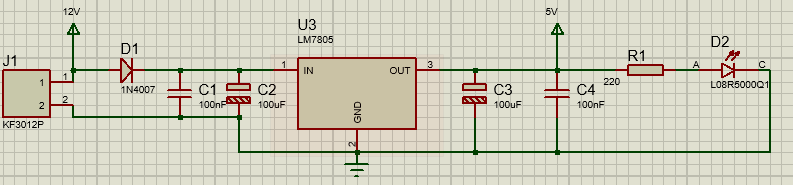 12V
5V
U3
LM7805
J1
D1
R1
D2
1
1
IN
OUT
3
A
C
1N4007
C1
C2
220
C3
C4
L08R5000Q1
2
2
100nF
100uF
100uF
100nF
KF3012P
GND
2